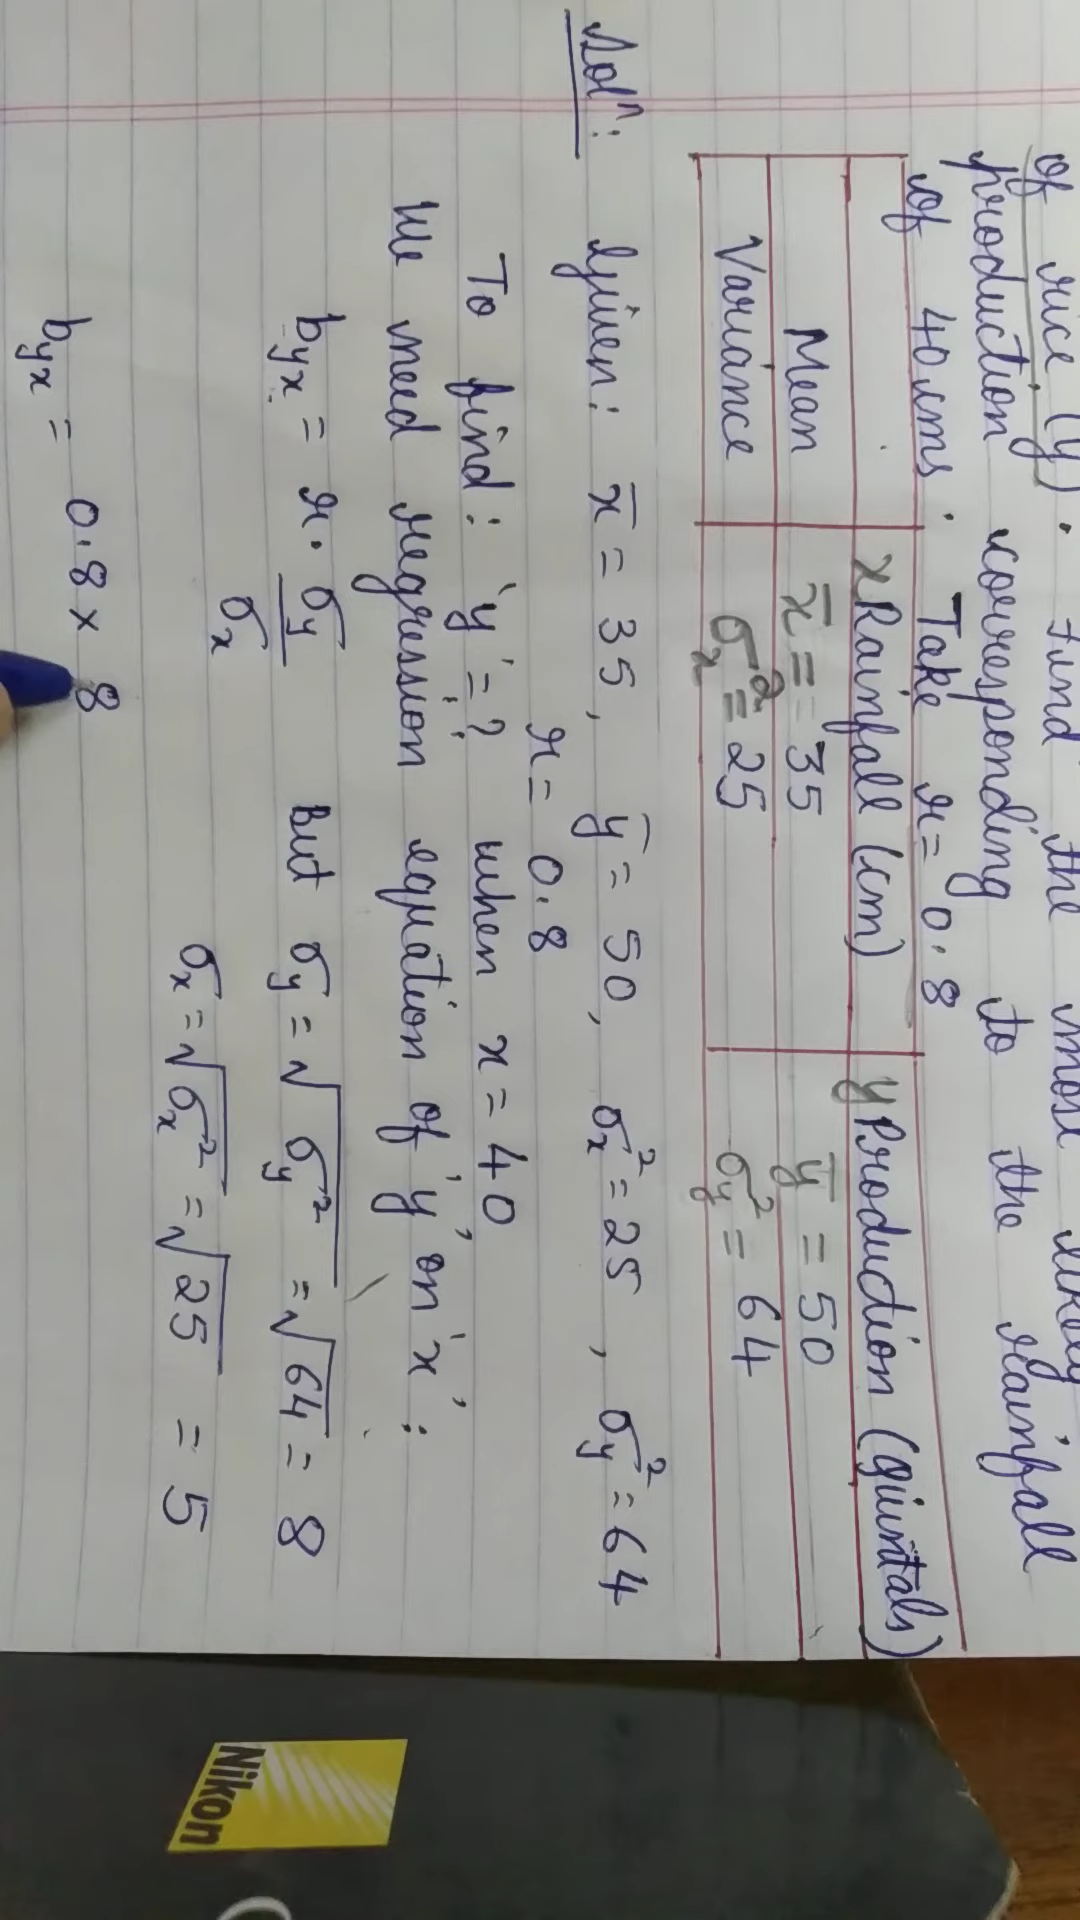 of rice (y). Find the most likely
production corresponding to the rainfall
of 40 cms. Take r = 0.8
x Rainfall (cm) y Production (quintals)
Mean x̄ = 35 ȳ = 50
Variance σx² = 25 σy² = 64
Solⁿ: Given: x̄ = 35, ȳ = 50, σx² = 25, σy² = 64
r = 0.8
To find: 'y' = ? when x = 40
We need regression equation of 'y' on 'x':
byx = r. σy/σx But σy = √σy² = √64 = 8
σx = √σx² = √25 = 5
byx = 0.8 × 8
Nikon